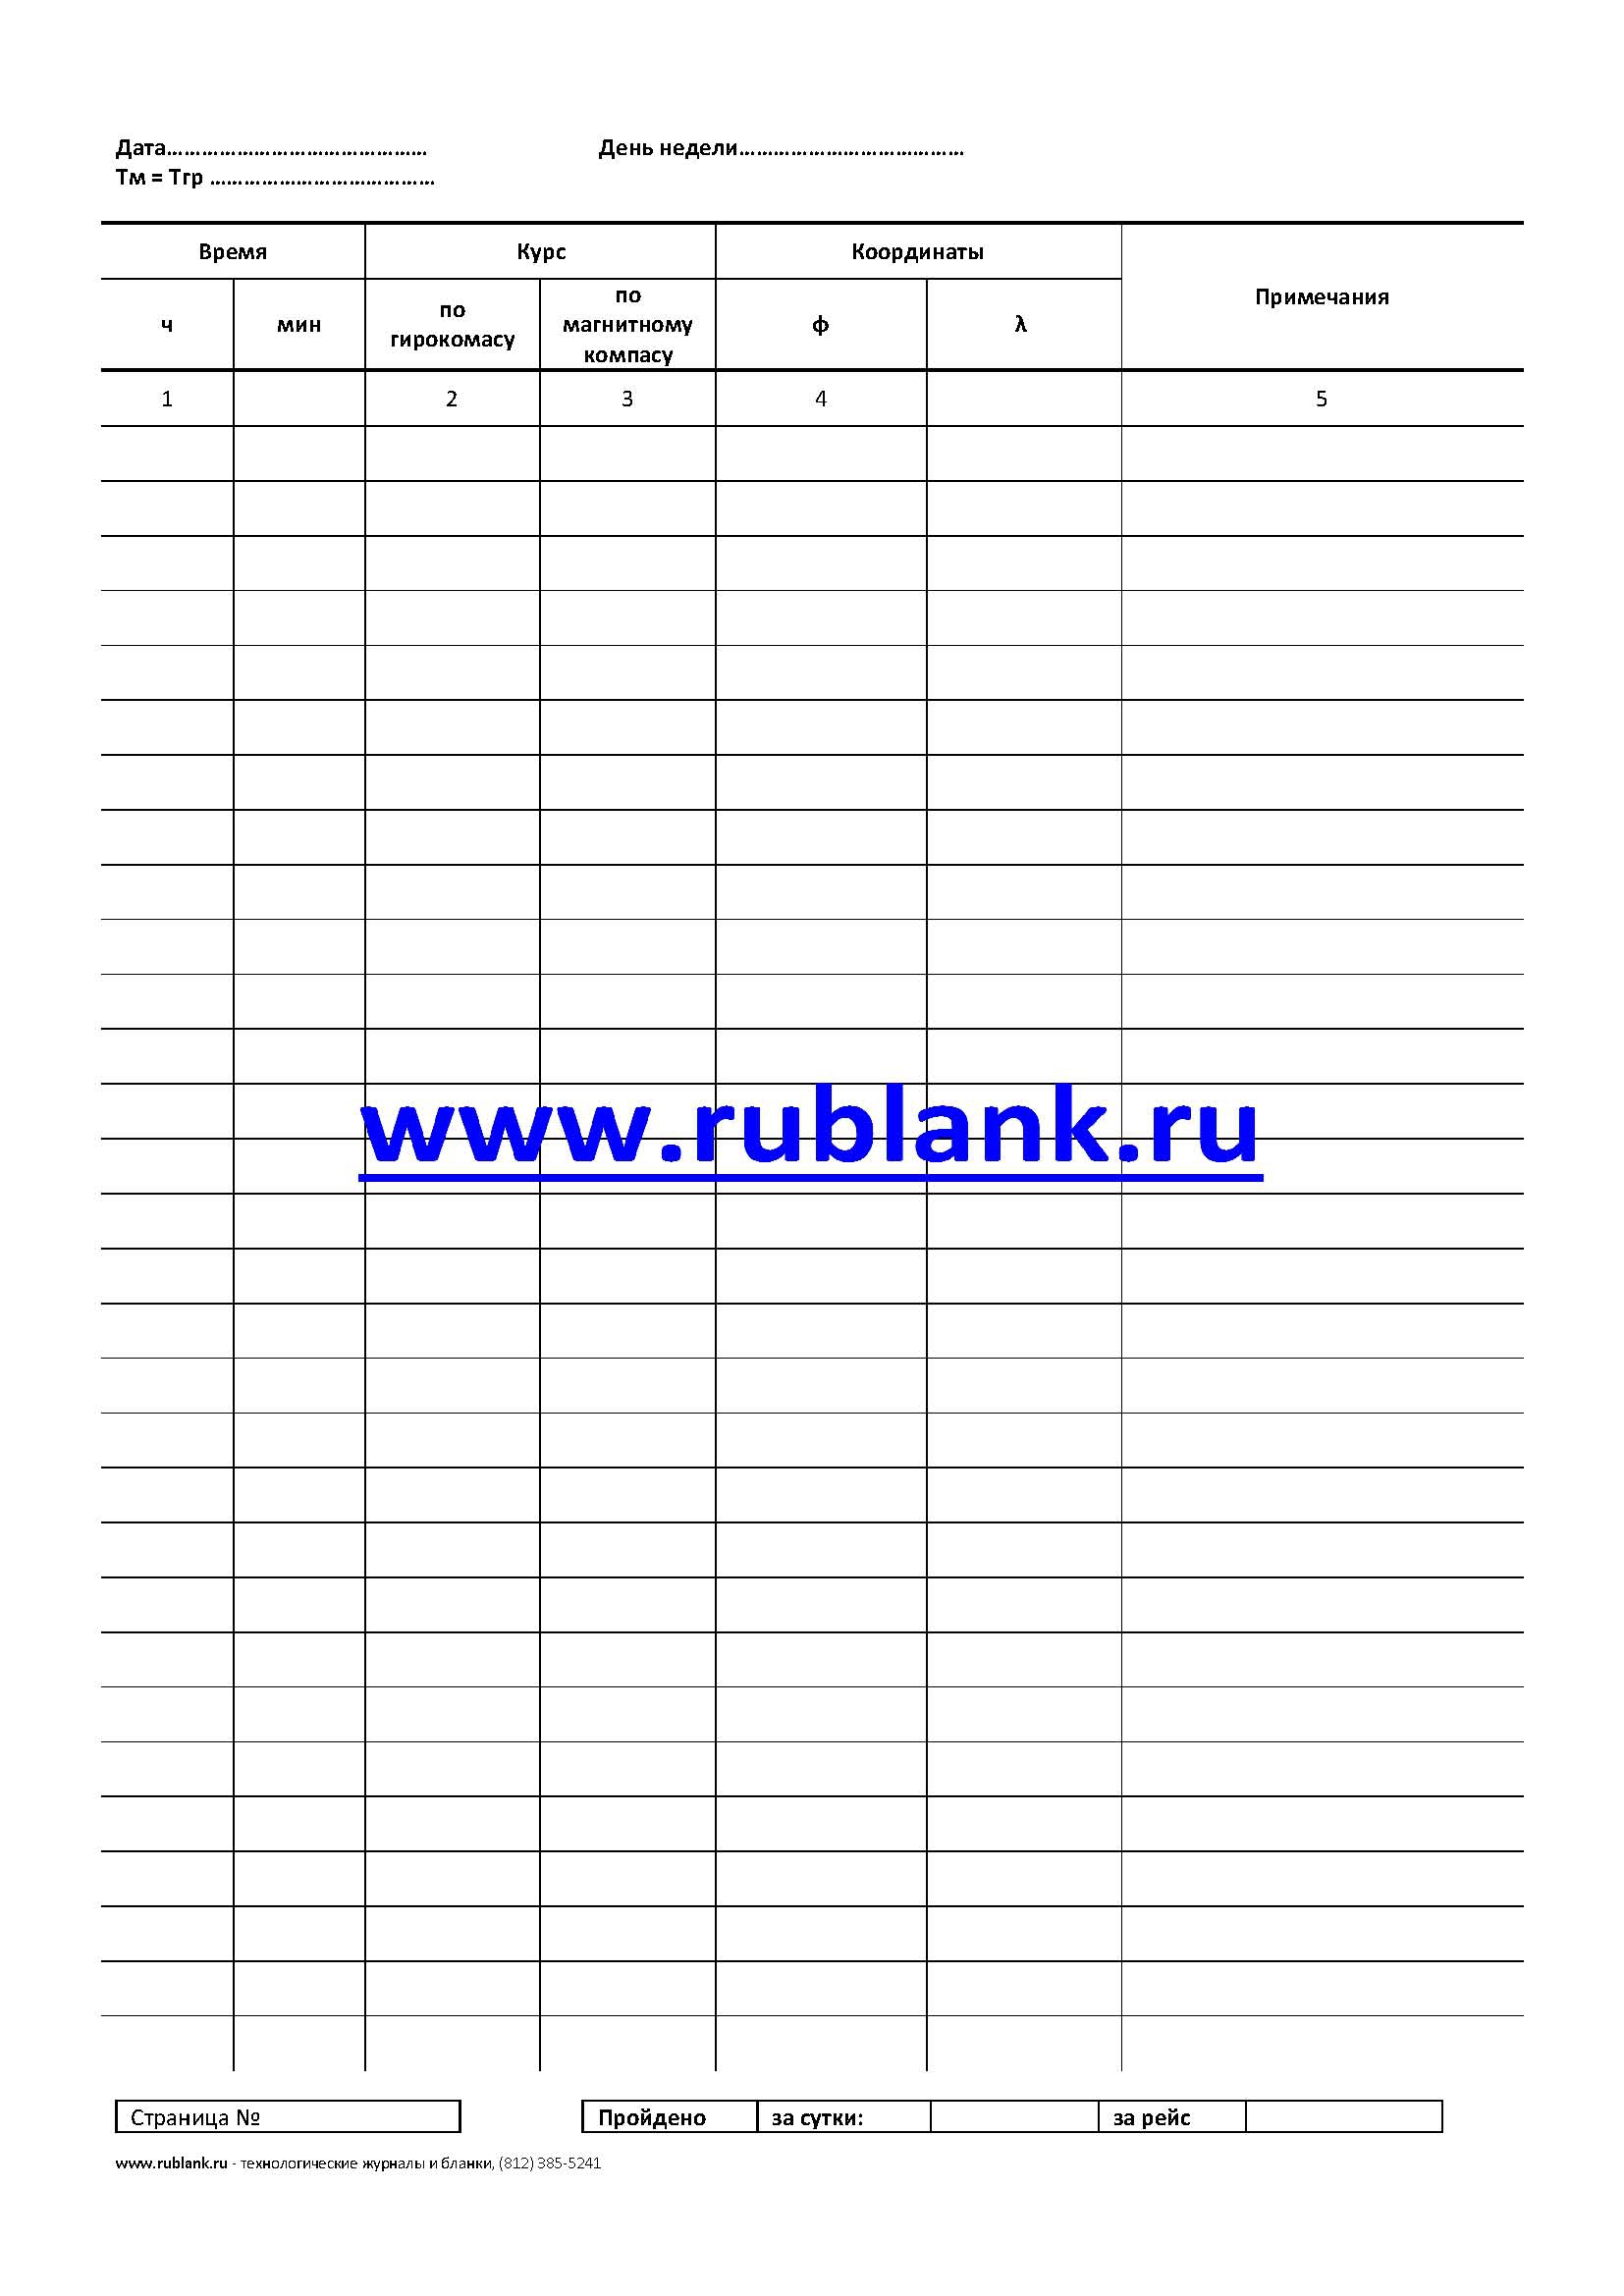 Дата………………………………………	День недели…………………………………
Тм = Тгр …………………………………
Время	Курс	Координаты	Примечания
ч	мин	по гирокомасу	по магнитному компасу	ф	λ
1	2	3	4	5
www.rublank.ru
Страница №	Пройдено	за сутки:	за рейс
www.rublank.ru - технологические журналы и бланки, (812) 385-5241